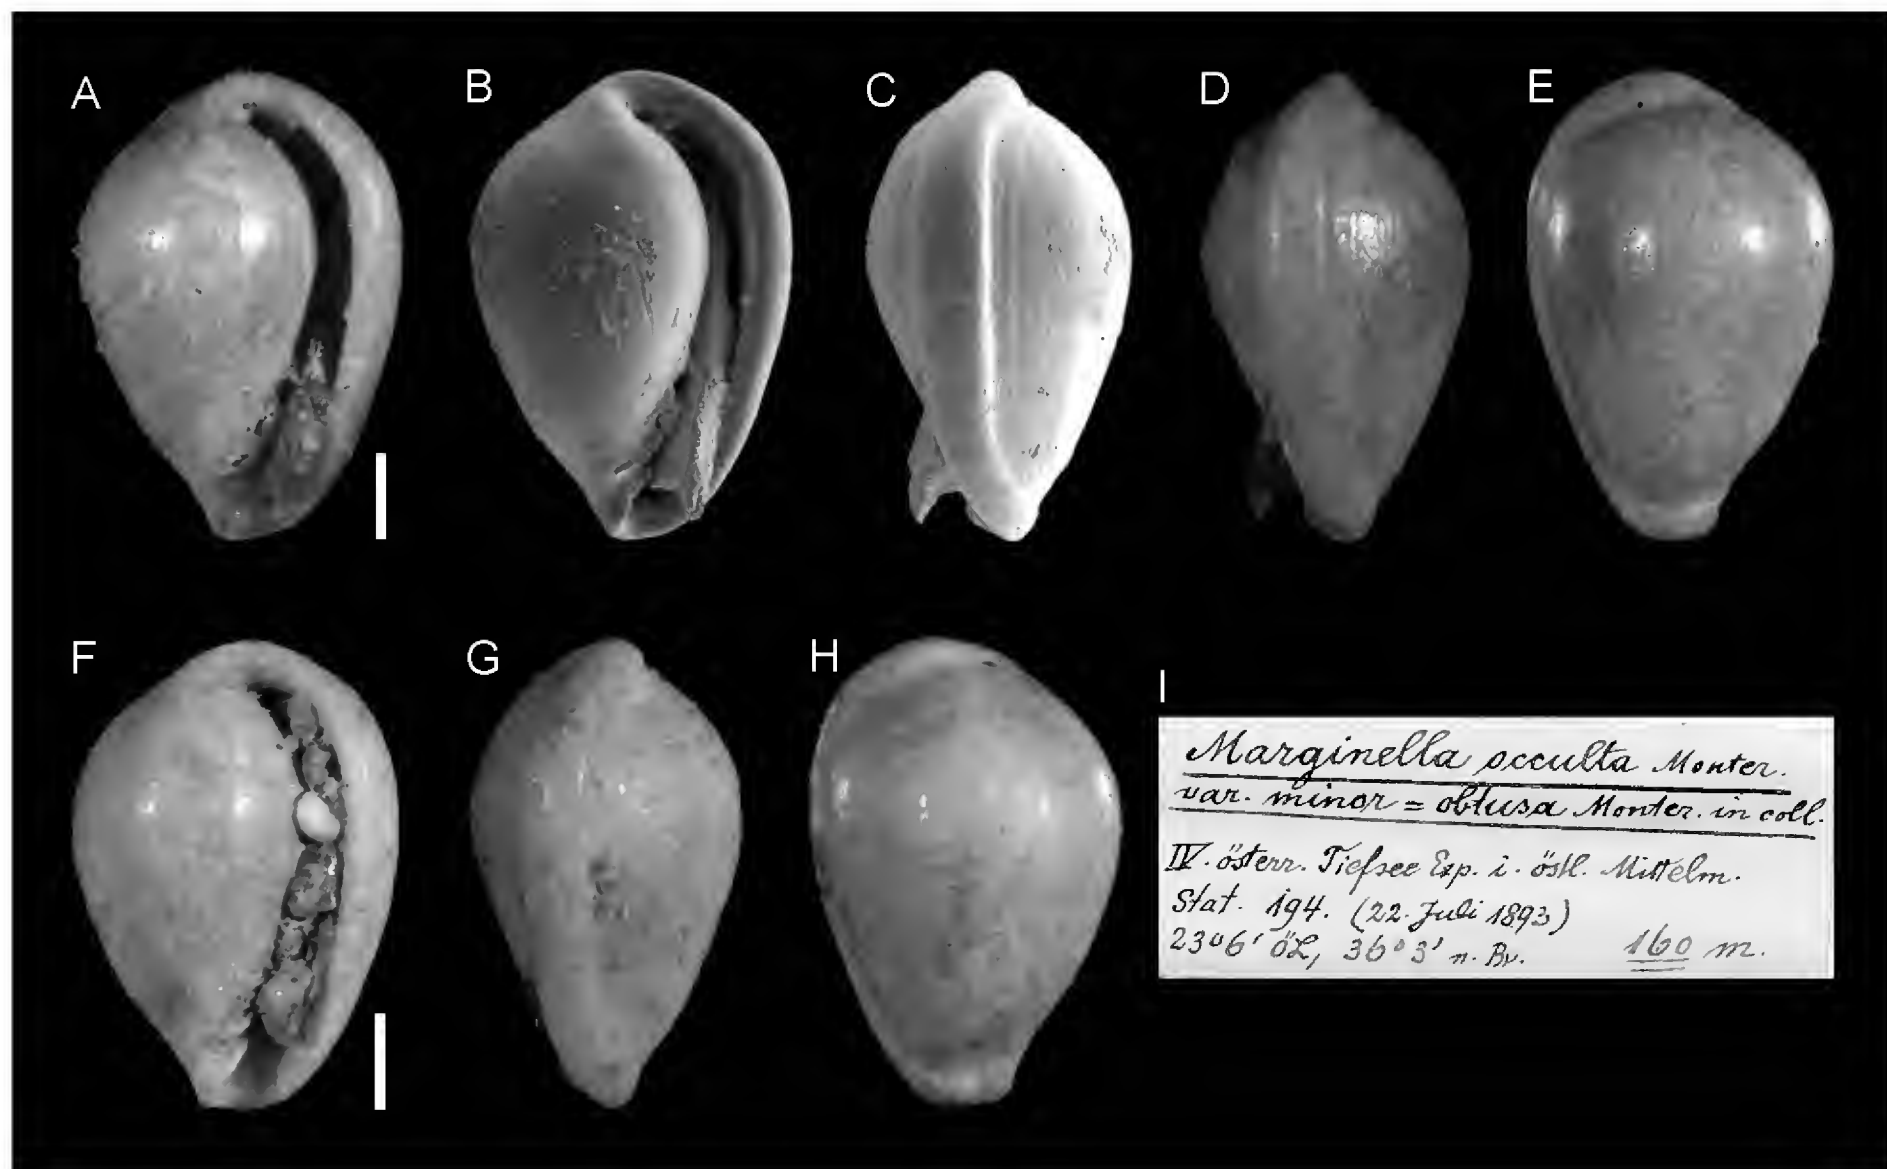 A
B
C
D
E
F
G
H
I
Marginella occulta Monter.
var. minor = obtusa Monter. in coll.
IV. österr. Tiefsee Exp. i. östl. Mittelm.
Stat. 194. (22. Juli 1893)
23°6' öL, 36°3' n. Br.
160 m.